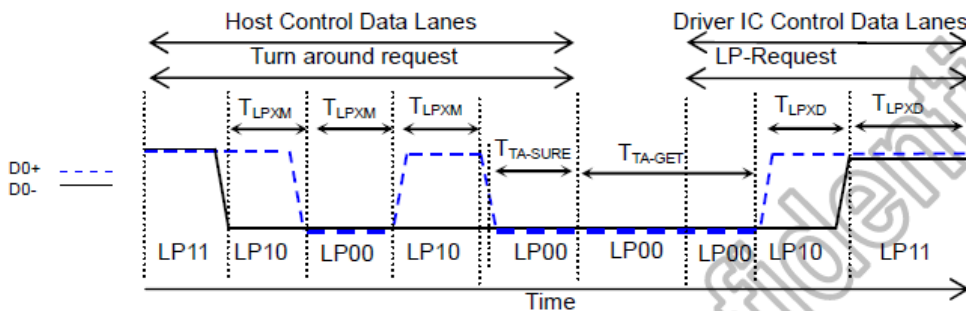 Host Control Data Lanes
Driver IC Control Data Lanes
Turn around request
LP-Request
TLPXM
TLPXM
TLPXM
TLPXD
TLPXD
TTA-SURE
TTA-GET
D0+
D0-
LP11
LP10
LP00
LP10
LP00
LP00
LP00
LP10
LP11
Time
fidenti